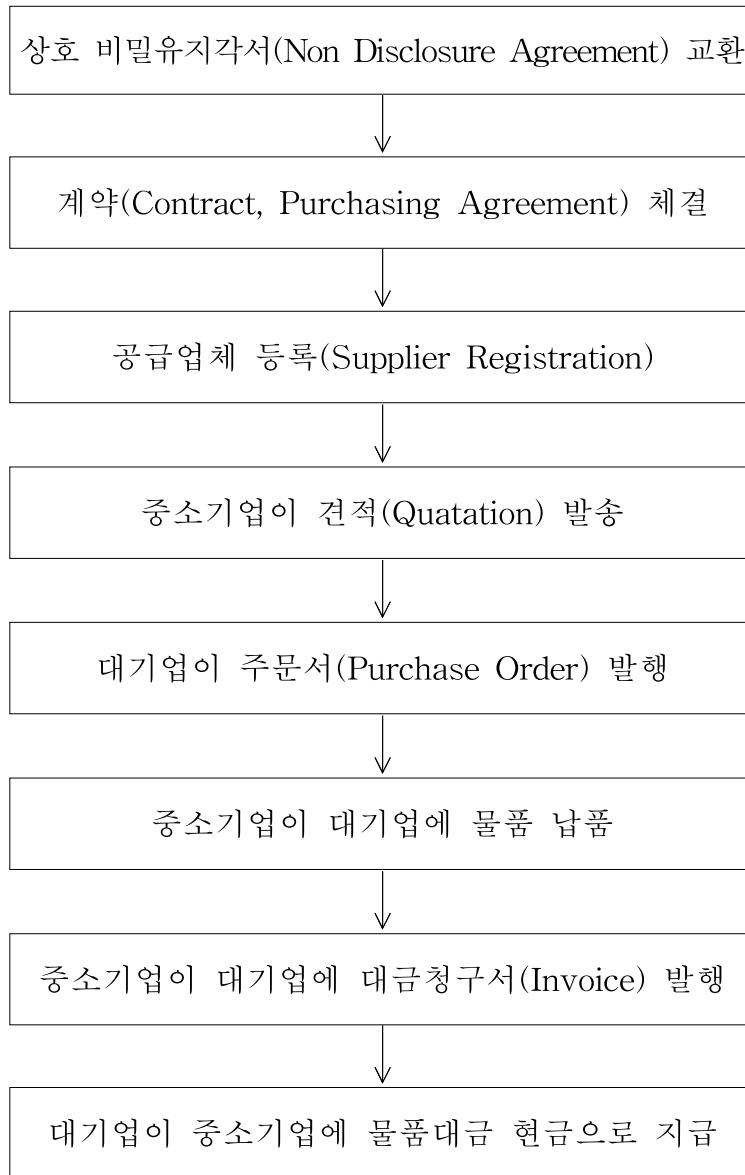 상호 비밀유지각서(Non Disclosure Agreement) 교환
계약(Contract, Purchasing Agreement) 체결
공급업체 등록(Supplier Registration)
중소기업이 견적(Quatation) 발송
대기업이 주문서(Purchase Order) 발행
중소기업이 대기업에 물품 납품
중소기업이 대기업에 대금청구서(Invoice) 발행
대기업이 중소기업에 물품대금 현금으로 지급